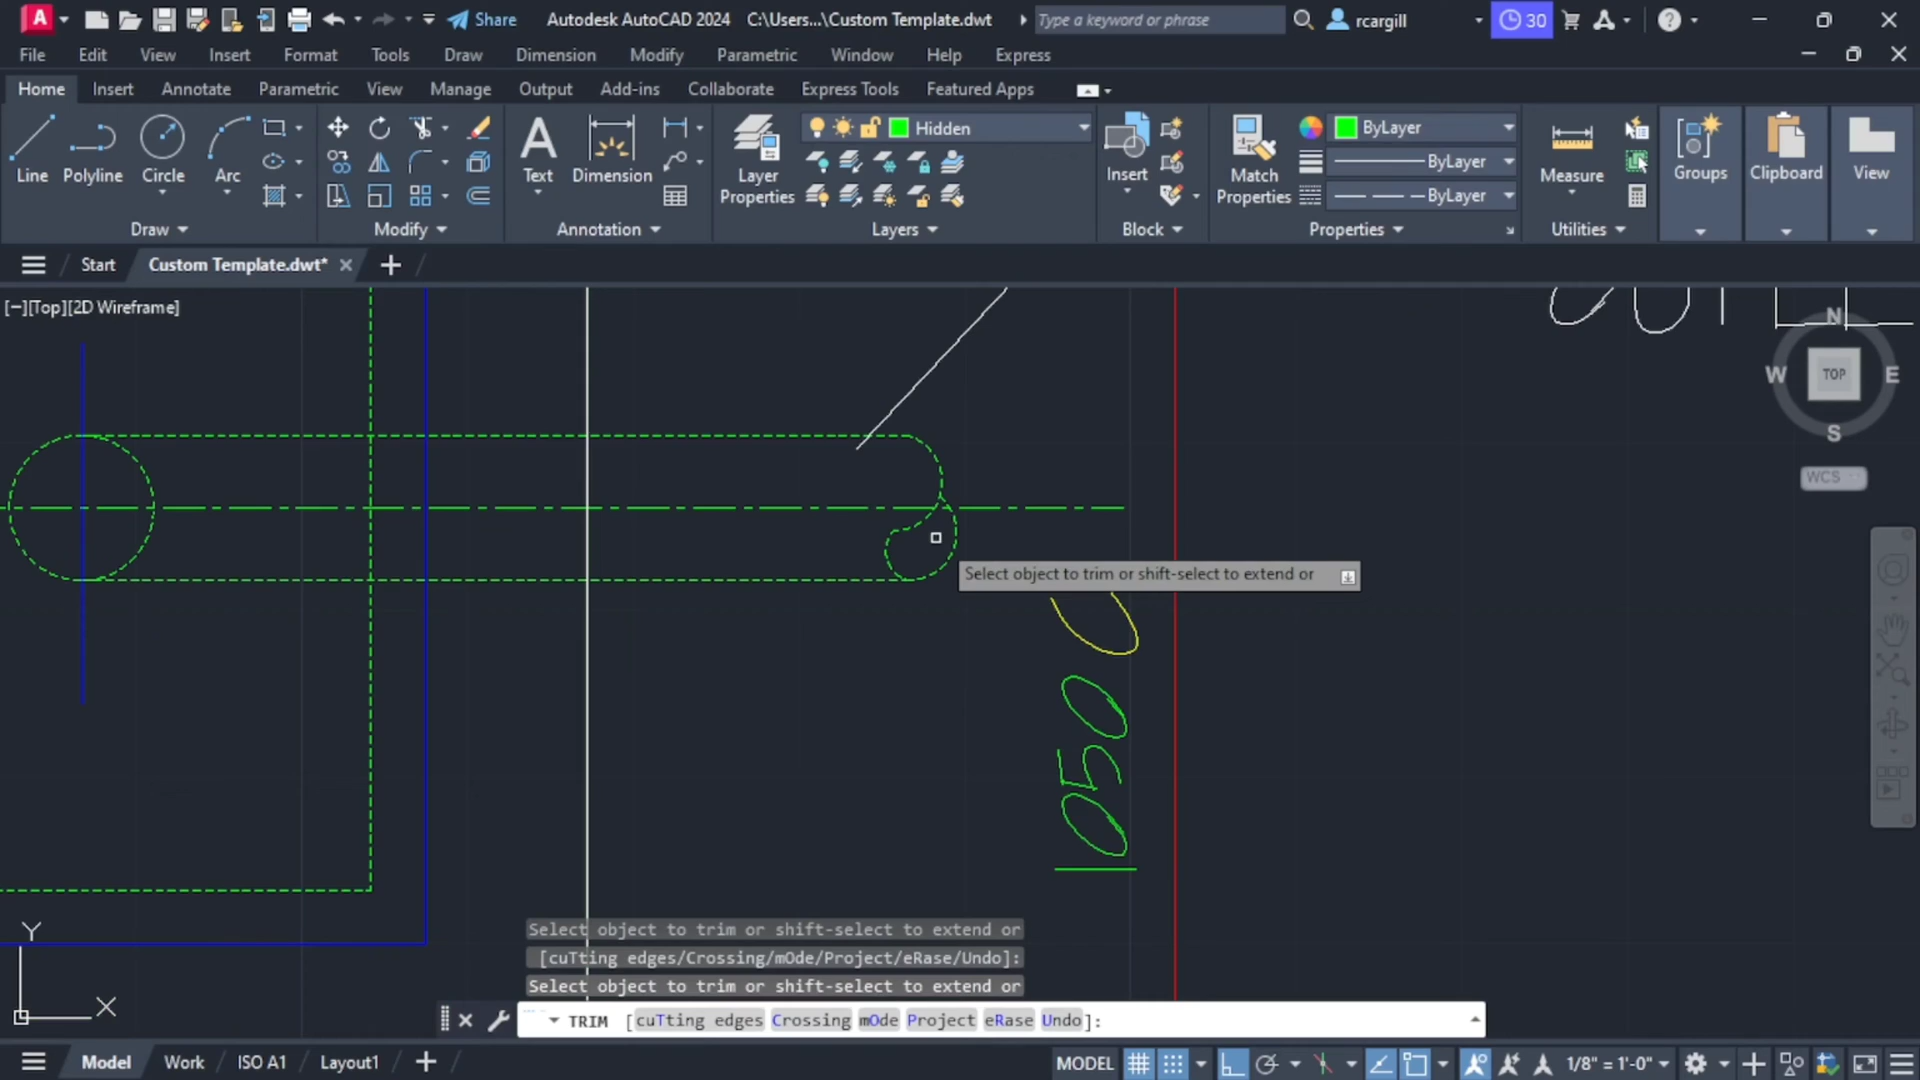 Share
Autodesk AutoCAD 2024 C:\Users...\Custom Template.dwt
Type a keyword or phrase
rcargill
30
File Edit View Insert Format Tools Draw Dimension Modify Parametric Window Help Express
Home Insert Annotate Parametric View Manage Output Add-ins Collaborate Express Tools Featured Apps
Line Polyline Circle Arc
Text Dimension
Layer Properties
Hidden
Insert
Match Properties
ByLayer
ByLayer
ByLayer
Measure
Groups
Clipboard
View
Draw Modify Annotation Layers Block Properties Utilities
Start Custom Template.dwt*
[−][Top][2D Wireframe]
N
W TOP E
S
WCS
Select object to trim or shift-select to extend or
050
Y
X
Select object to trim or shift-select to extend or
[cuTting edges/Crossing/mOde/Project/eRase/Undo]:
Select object to trim or shift-select to extend or
TRIM [cuTting edges Crossing mOde Project eRase Undo]:
Model Work ISO A1 Layout1
MODEL 1/8" = 1'-0"